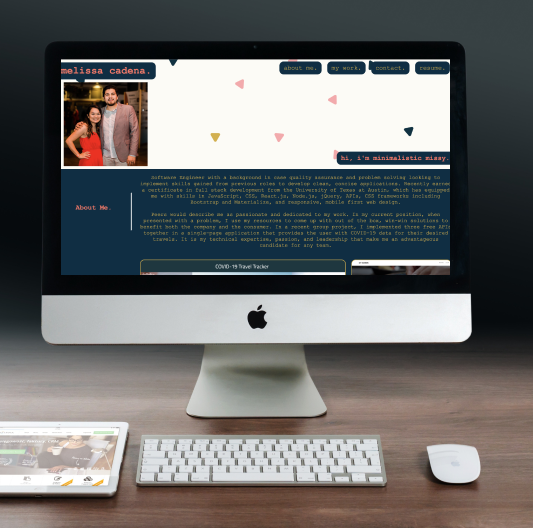 melissa cadena.
about me.
my work.
contact.
resume.
hi, i'm minimalistic missy.
About Me.
Software Engineer with a background in game quality assurance and problem solving looking to
implement skills gained from previous roles to develop clean, concise applications. Recently earned
a certificate in full stack development from the University of Texas at Austin, which has equipped
me with skills in JavaScript, CSS, React.js, Node.js, jQuery, APIs, CSS frameworks including
Bootstrap and Materialize, and responsive, mobile first web design.
Peers would describe me as passionate and dedicated to my work. In my current position, when
presented with a problem, I use my resources to come up with out of the box, win-win solutions to
benefit both the company and the consumer. In a recent group project, I implemented three free APIs
together in a single-page application that provides the user with COVID-19 data for their desired
travels. It is my technical expertise, passion, and leadership that make me an advantageous
candidate for any team.
COVID-19 Travel Tracker